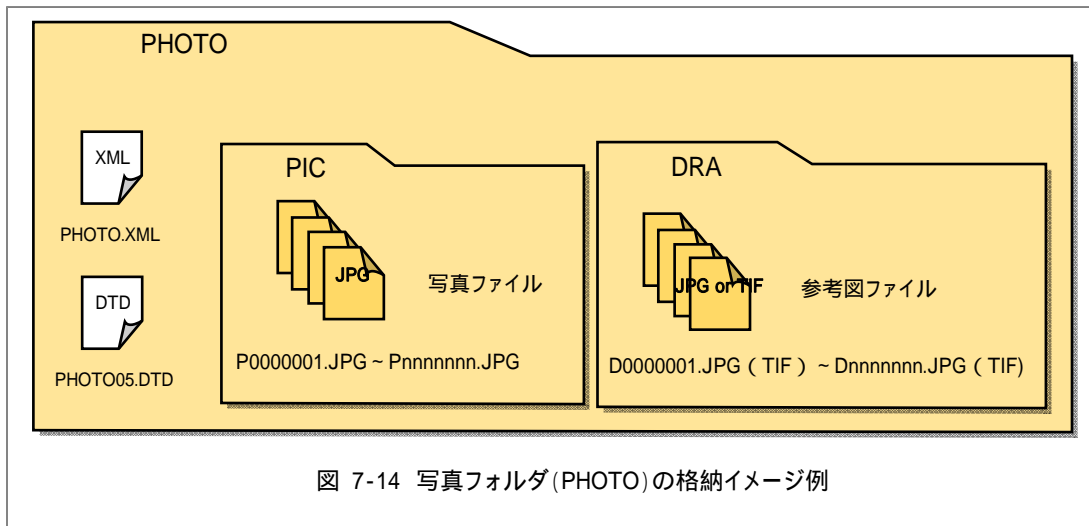 PHOTO
XML
PHOTO.XML
DTD
PHOTO05.DTD
PIC
JPG
写真ファイル
P0000001.JPG ~ Pnnnnnnn.JPG
DRA
JPG or TIF
参考図ファイル
D0000001.JPG ( TIF ) ~ Dnnnnnnn.JPG ( TIF)
図 7-14 写真フォルダ(PHOTO)の格納イメージ例